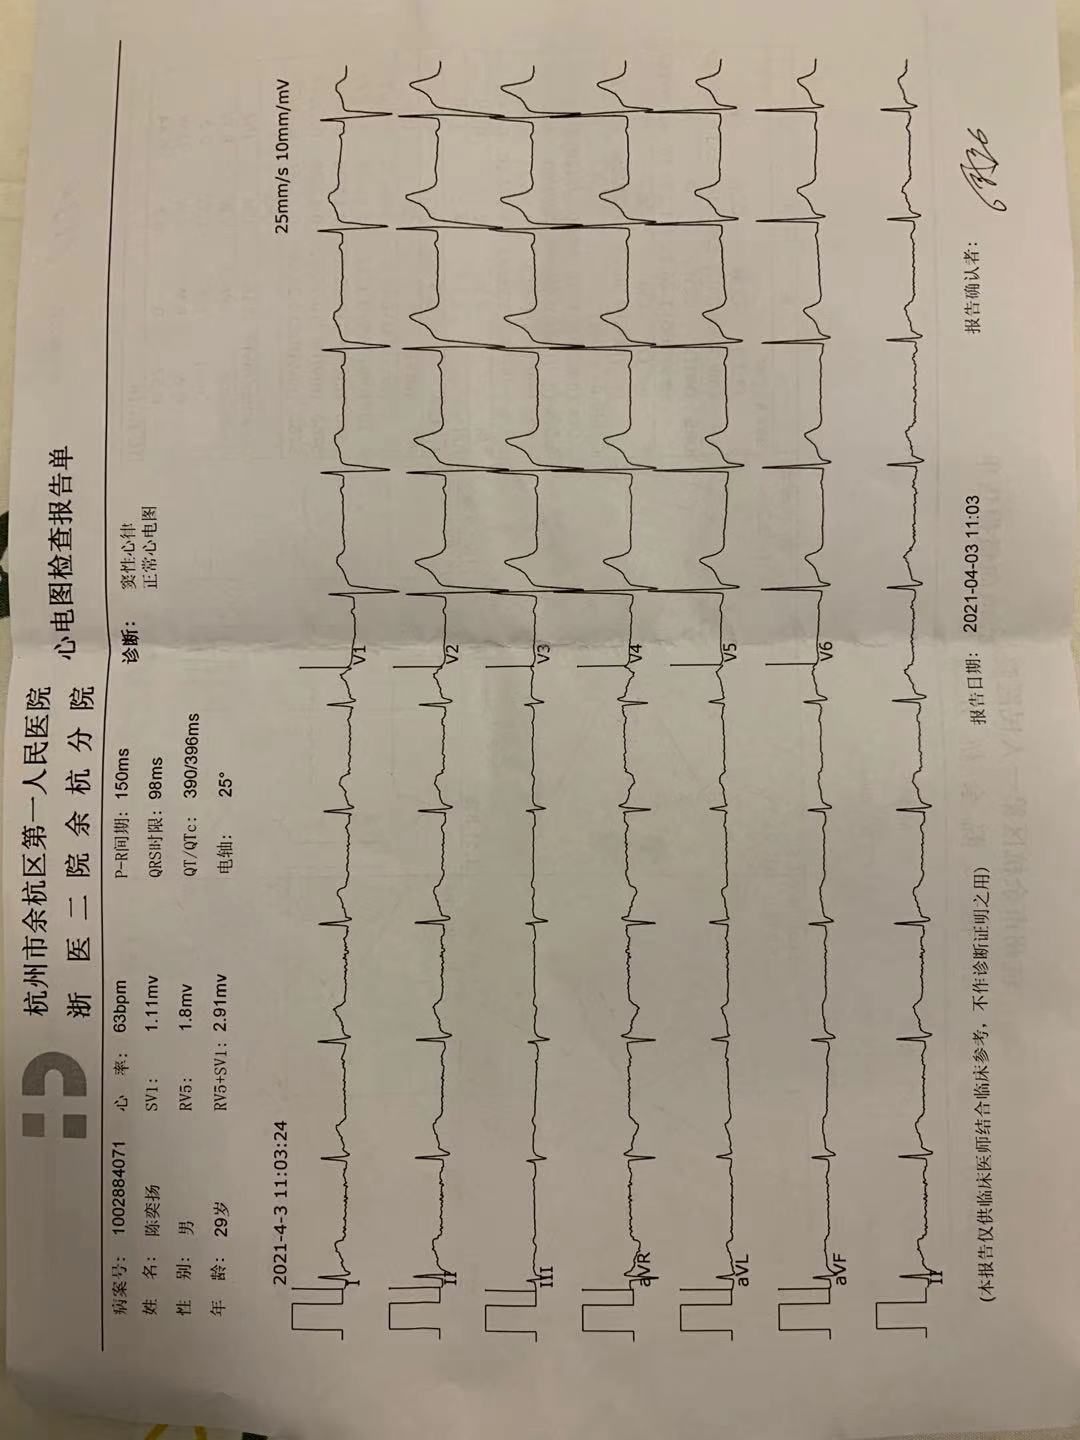 杭州市余杭区第一人民医院
浙医二院余杭分院
心电图检查报告单
病案号: 1002884071
心 率: 63bpm
P-R间期: 150ms
诊断:
窦性心律
正常心电图
姓 名: 陈奕扬
SV1: 1.11mv
QRS时限: 98ms
性 别: 男
RV5: 1.8mv
QT/QTc: 390/396ms
年 龄: 29岁
RV5+SV1: 2.91mv
电轴: 25°
2021-4-3 11:03:24
25mm/s 10mm/mV
I
V1
II
V2
III
V3
aVR
V4
aVL
V5
aVF
V6
II
报告日期: 2021-04-03 11:03
报告确认者:
(本报告仅供临床医师结合临床参考，不作诊断证明之用)